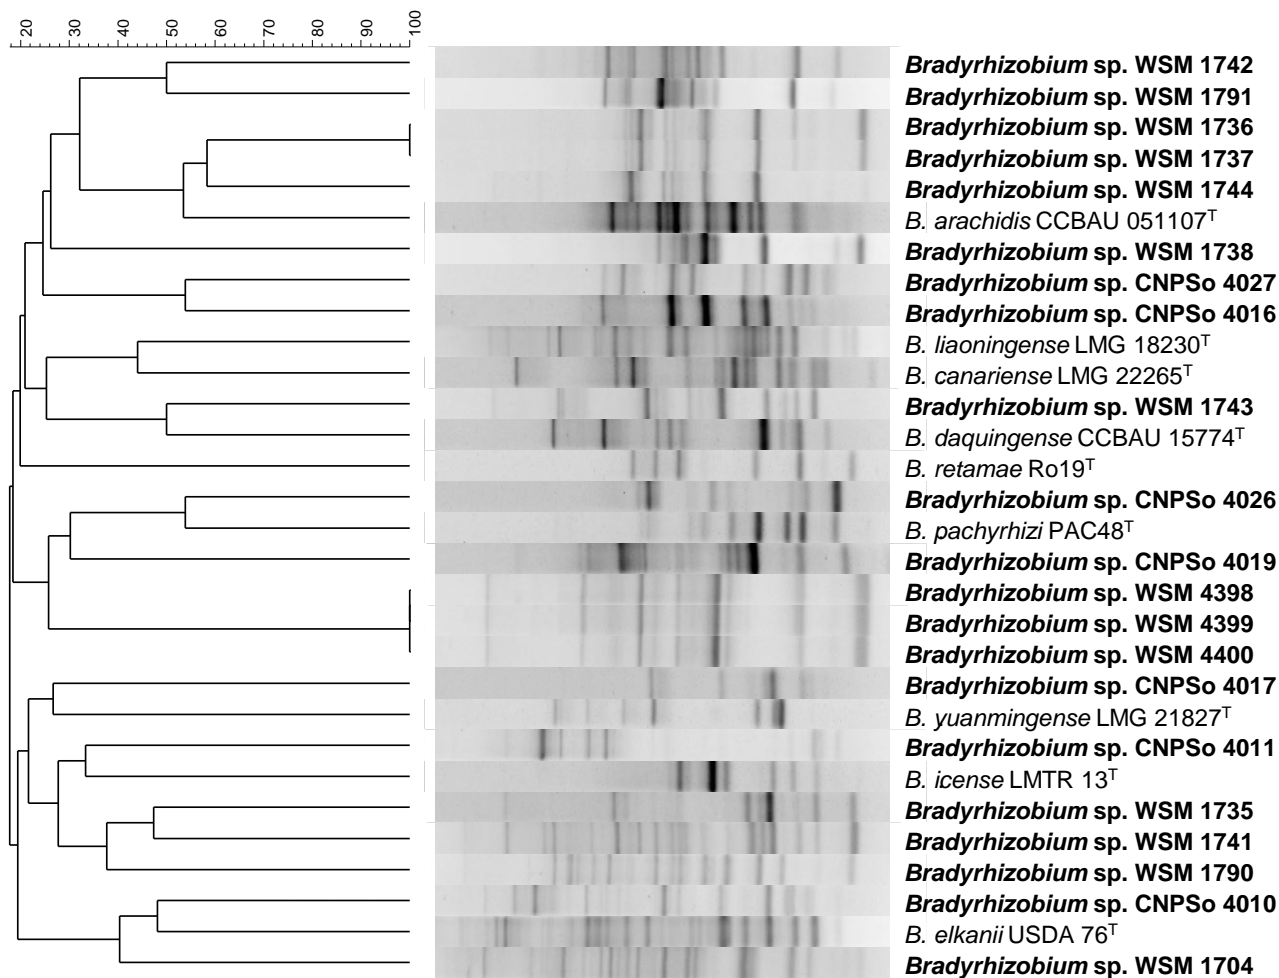 20 30 40 50 60 70 80 90 100
Bradyrhizobium sp. WSM 1742
Bradyrhizobium sp. WSM 1791
Bradyrhizobium sp. WSM 1736
Bradyrhizobium sp. WSM 1737
Bradyrhizobium sp. WSM 1744
B. arachidis CCBAU 051107ᵀ
Bradyrhizobium sp. WSM 1738
Bradyrhizobium sp. CNPSo 4027
Bradyrhizobium sp. CNPSo 4016
B. liaoningense LMG 18230ᵀ
B. canariense LMG 22265ᵀ
Bradyrhizobium sp. WSM 1743
B. daquingense CCBAU 15774ᵀ
B. retamae Ro19ᵀ
Bradyrhizobium sp. CNPSo 4026
B. pachyrhizi PAC48ᵀ
Bradyrhizobium sp. CNPSo 4019
Bradyrhizobium sp. WSM 4398
Bradyrhizobium sp. WSM 4399
Bradyrhizobium sp. WSM 4400
Bradyrhizobium sp. CNPSo 4017
B. yuanmingense LMG 21827ᵀ
Bradyrhizobium sp. CNPSo 4011
B. icense LMTR 13ᵀ
Bradyrhizobium sp. WSM 1735
Bradyrhizobium sp. WSM 1741
Bradyrhizobium sp. WSM 1790
Bradyrhizobium sp. CNPSo 4010
B. elkanii USDA 76ᵀ
Bradyrhizobium sp. WSM 1704